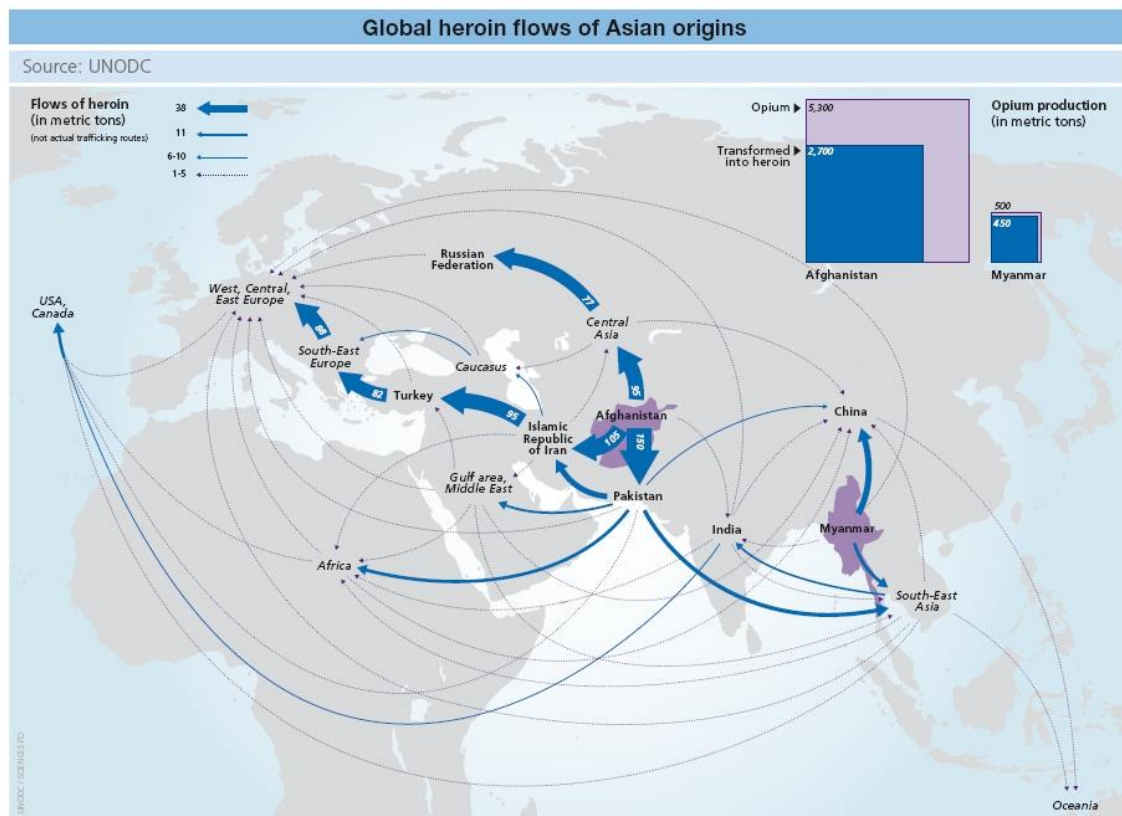 Global heroin flows of Asian origins
Source: UNODC
Flows of heroin
(in metric tons)
(not actual trafficking routes)
38
11
6-10
1-5
Opium
5,300
Transformed
into heroin
2,700
Afghanistan
Opium production
(in metric tons)
500
450
Myanmar
Russian
Federation
77
West, Central,
East Europe
USA,
Canada
88
South-East
Europe
Central
Asia
Caucasus
82
Turkey
95
95
Afghanistan
Islamic
Republic
of Iran
105
150
China
Gulf area,
Middle East
Pakistan
India
Myanmar
Africa
South-East
Asia
Oceania
UNODC / SCIENCES PO